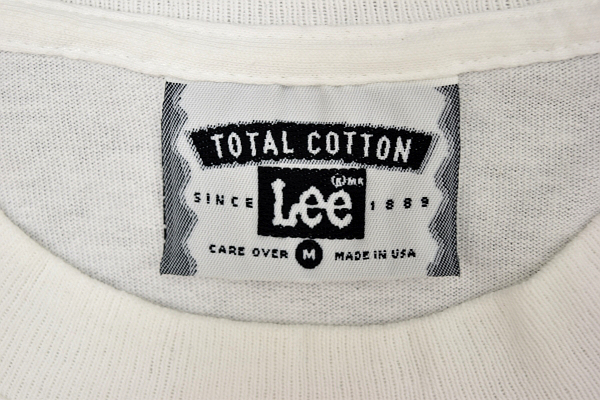 TOTAL COTTON
(R)MR
SINCE Lee 1889
CARE OVER M MADE IN USA